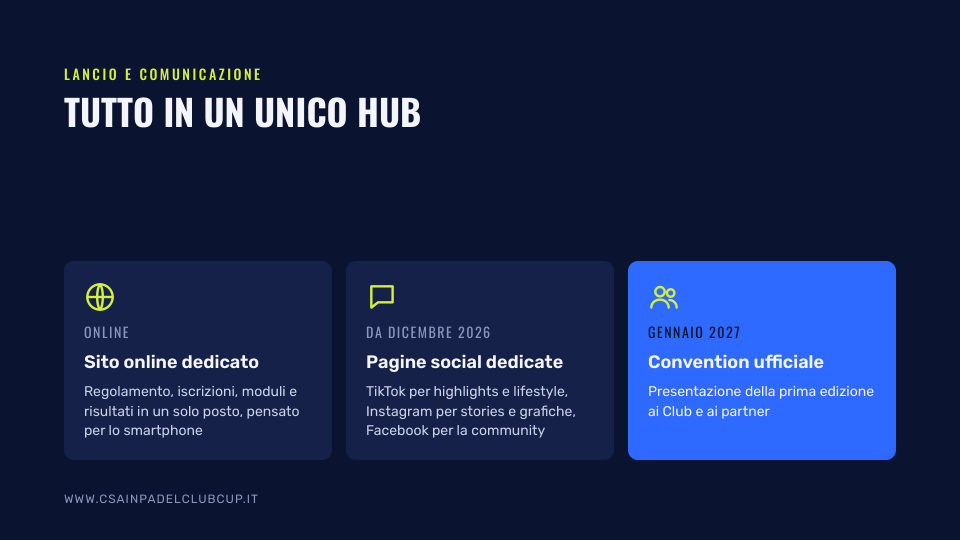 LANCIO E COMUNICAZIONE
TUTTO IN UN UNICO HUB
ONLINE
Sito online dedicato
Regolamento, iscrizioni, moduli e
risultati in un solo posto, pensato
per lo smartphone
DA DICEMBRE 2026
Pagine social dedicate
TikTok per highlights e lifestyle,
Instagram per stories e grafiche,
Facebook per la community
GENNAIO 2027
Convention ufficiale
Presentazione della prima edizione
ai Club e ai partner
WWW.CSAINPADELCLUBCUP.IT